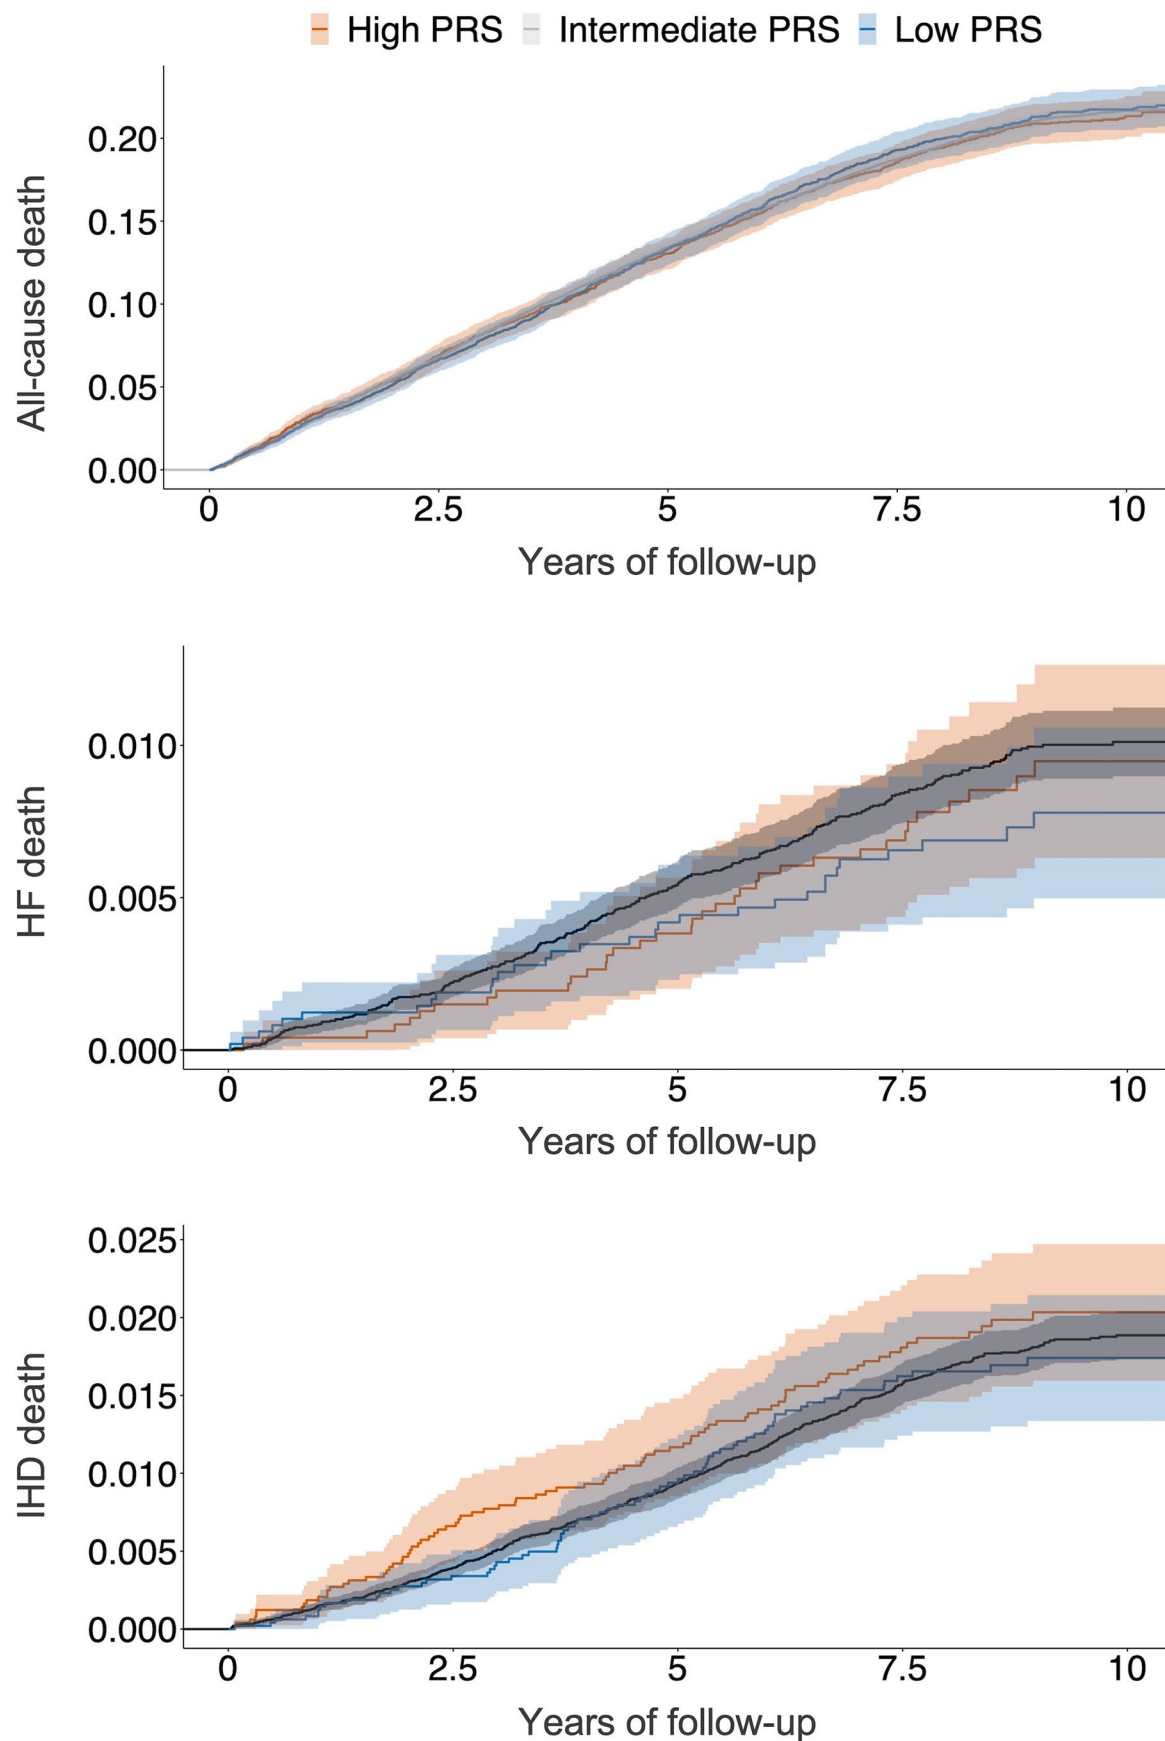 High PRS Intermediate PRS Low PRS
All-cause death
0.20
0.15
0.10
0.05
0.00
0 2.5 5 7.5 10
Years of follow-up
HF death
0.010
0.005
0.000
0 2.5 5 7.5 10
Years of follow-up
IHD death
0.025
0.020
0.015
0.010
0.005
0.000
0 2.5 5 7.5 10
Years of follow-up